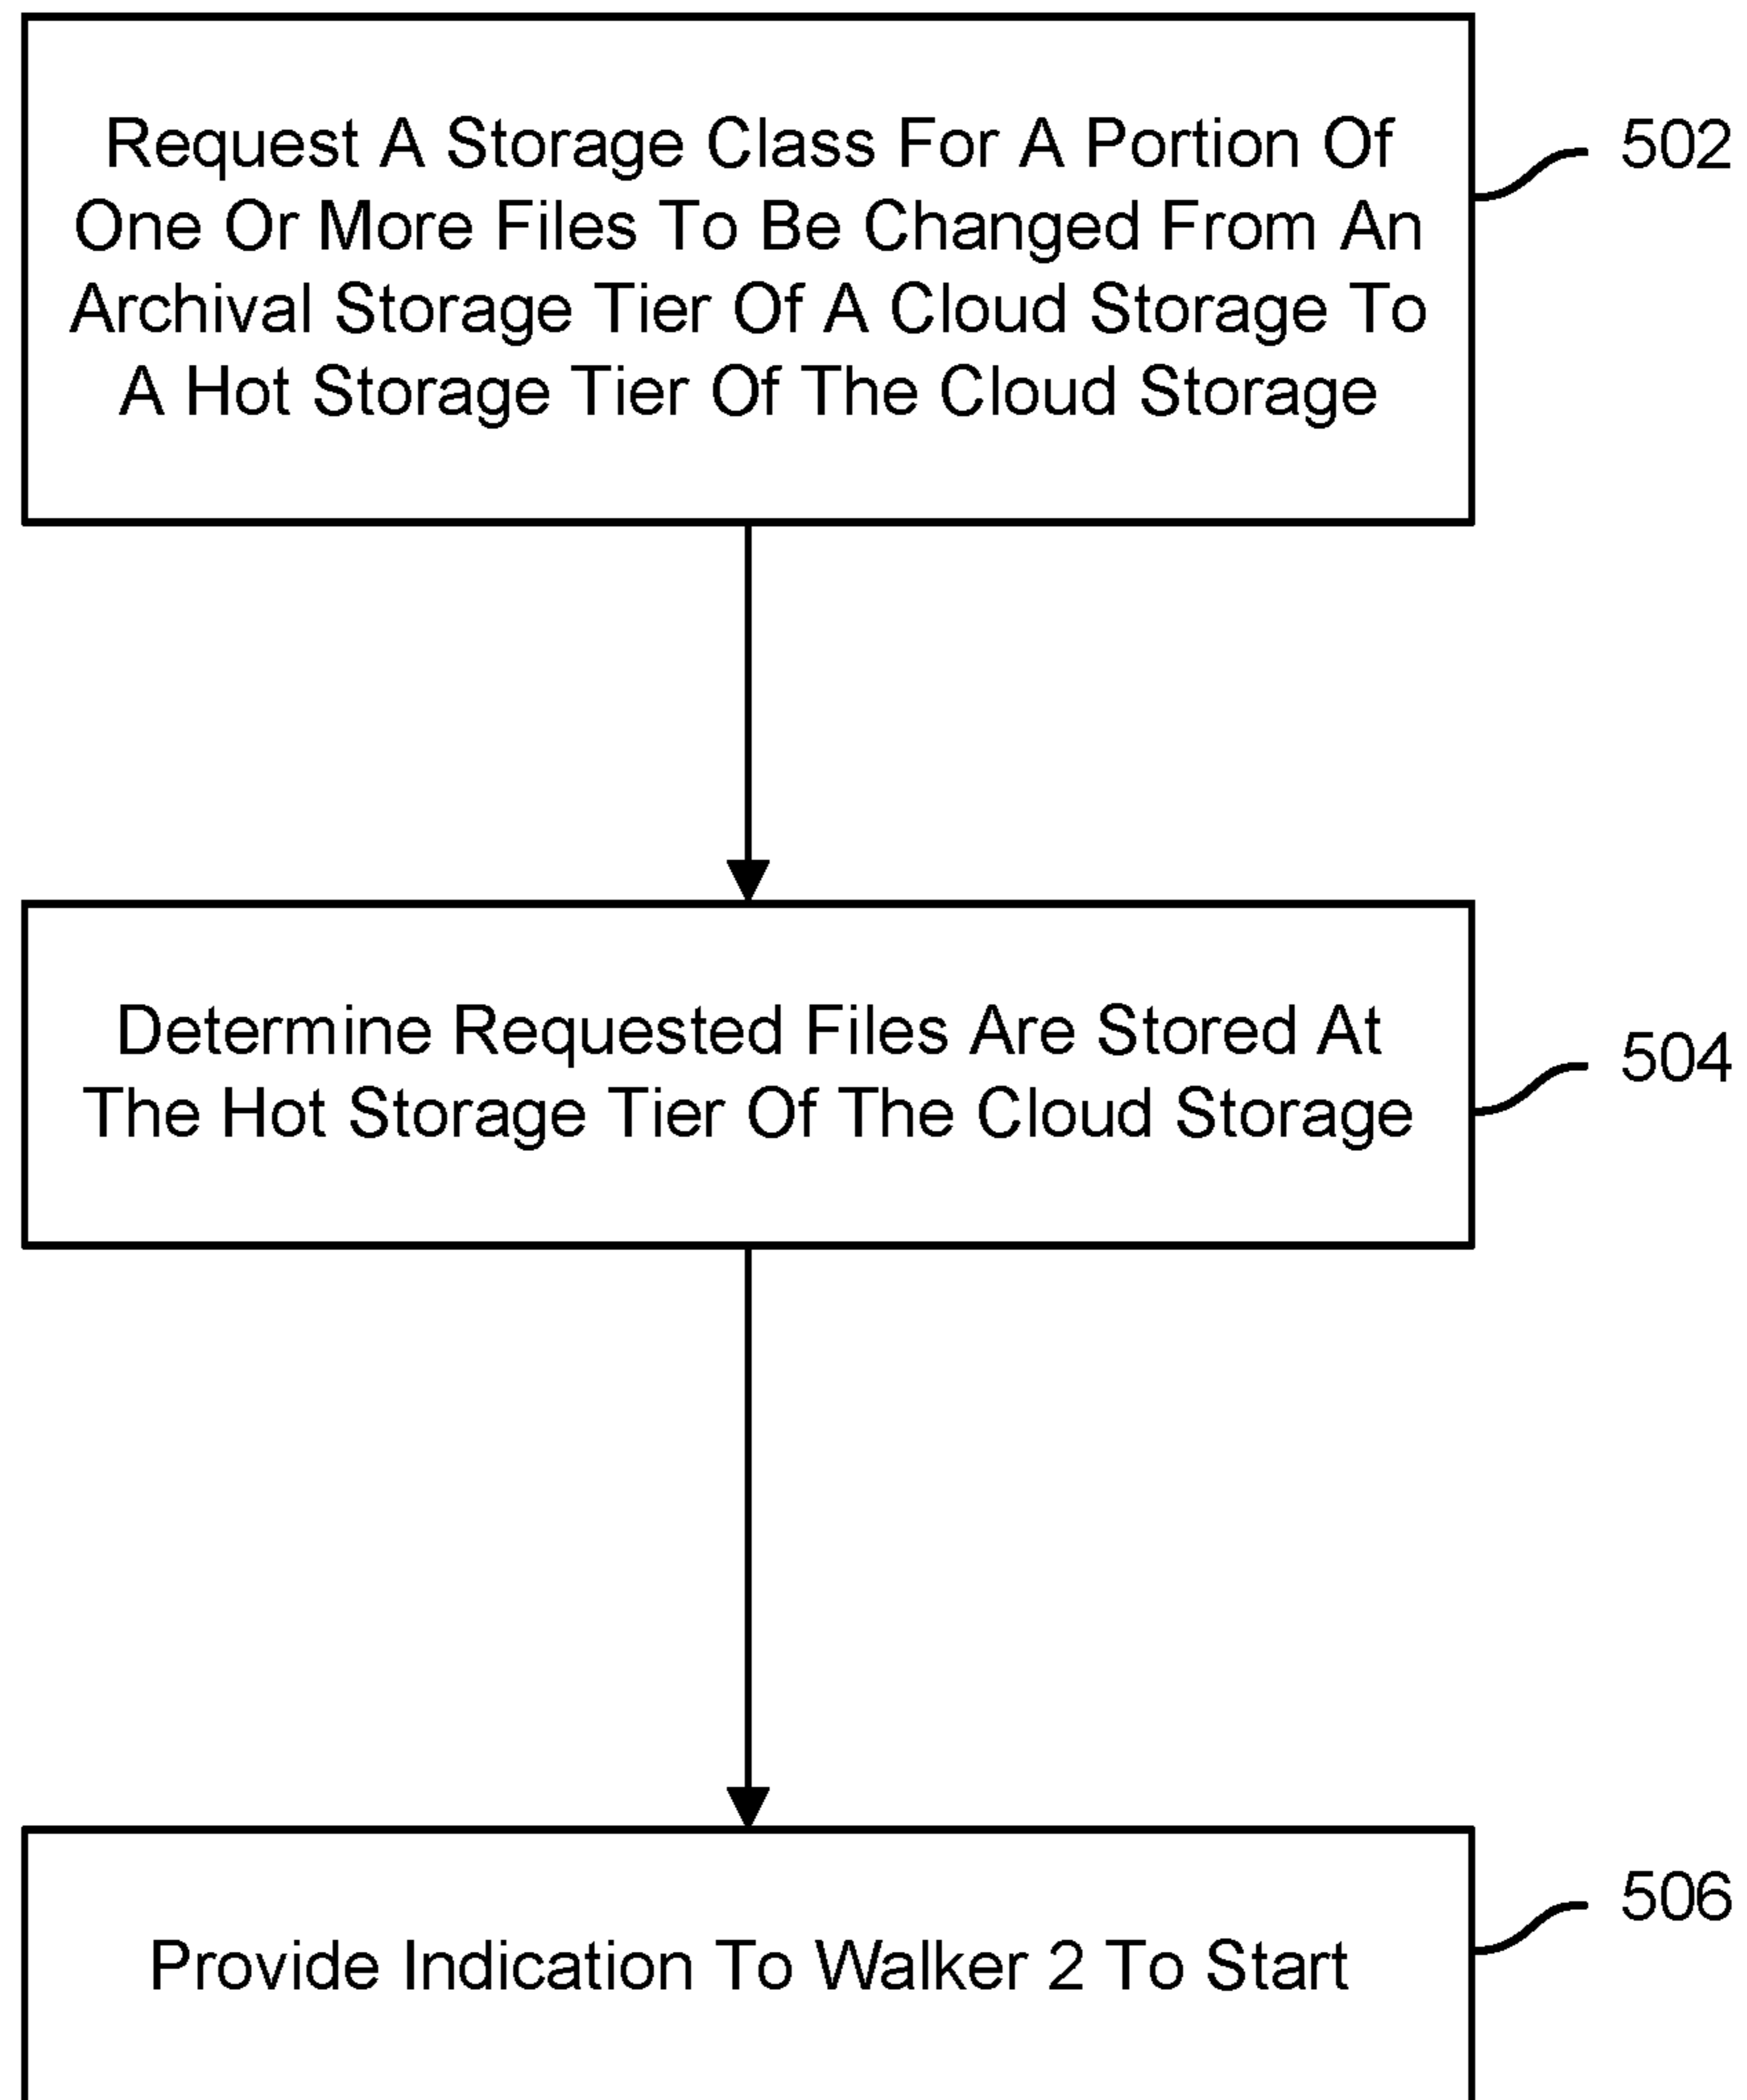 Request A Storage Class For A Portion Of
One Or More Files To Be Changed From An
Archival Storage Tier Of A Cloud Storage To
A Hot Storage Tier Of The Cloud Storage
502
Determine Requested Files Are Stored At
The Hot Storage Tier Of The Cloud Storage
504
Provide Indication To Walker 2 To Start
506